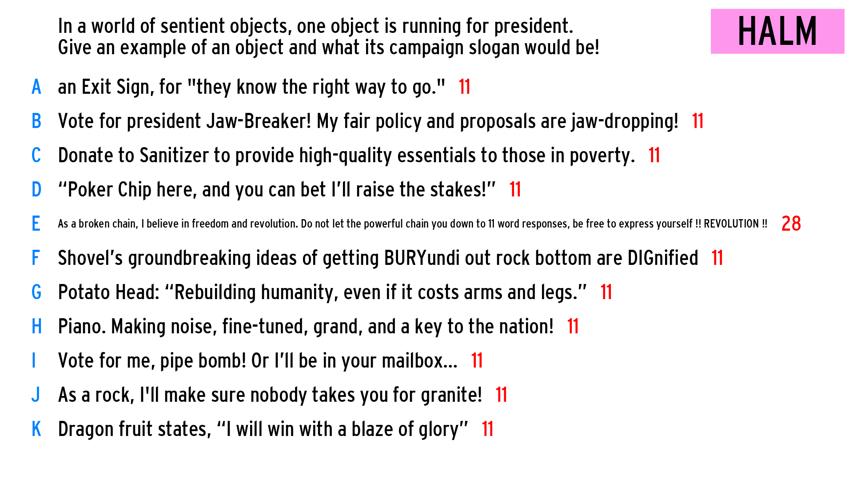 In a world of sentient objects, one object is running for president.
Give an example of an object and what its campaign slogan would be!
HALM
A an Exit Sign, for "they know the right way to go." 11
B Vote for president Jaw-Breaker! My fair policy and proposals are jaw-dropping! 11
C Donate to Sanitizer to provide high-quality essentials to those in poverty. 11
D “Poker Chip here, and you can bet I’ll raise the stakes!” 11
E As a broken chain, I believe in freedom and revolution. Do not let the powerful chain you down to 11 word responses, be free to express yourself !! REVOLUTION !! 28
F Shovel’s groundbreaking ideas of getting BURYundi out rock bottom are DIGnified 11
G Potato Head: “Rebuilding humanity, even if it costs arms and legs.” 11
H Piano. Making noise, fine-tuned, grand, and a key to the nation! 11
I Vote for me, pipe bomb! Or I’ll be in your mailbox... 11
J As a rock, I'll make sure nobody takes you for granite! 11
K Dragon fruit states, “I will win with a blaze of glory” 11